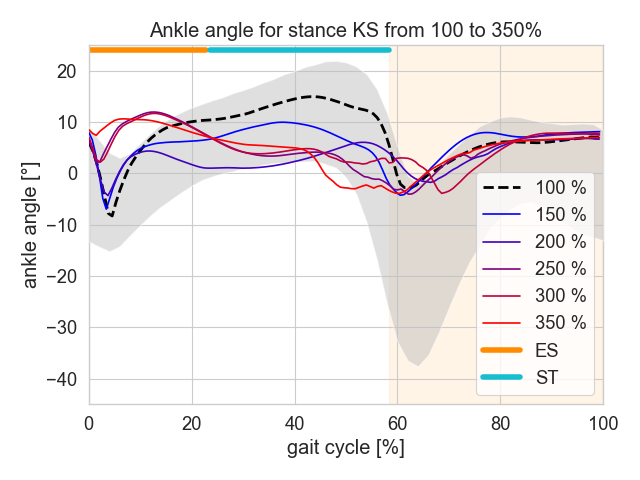 Ankle angle for stance KS from 100 to 350%
20
10
0
−10
−20
−30
−40
ankle angle [°]
0 20 40 60 80 100
gait cycle [%]
100 %
150 %
200 %
250 %
300 %
350 %
ES
ST